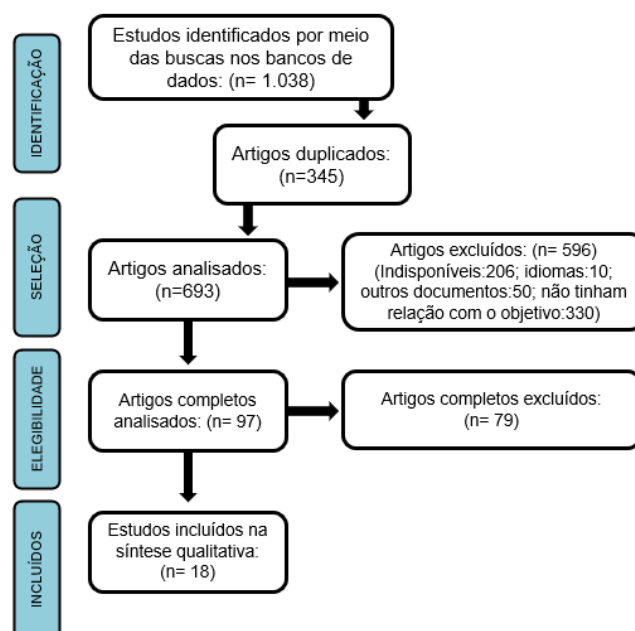 IDENTIFICAÇÃO
Estudos identificados por meio
das buscas nos bancos de
dados: (n= 1.038)
Artigos duplicados:
(n=345)
SELEÇÃO
Artigos analisados:
(n=693)
Artigos excluídos: (n= 596)
(Indisponíveis:206; idiomas:10;
outros documentos:50; não tinham
relação com o objetivo:330)
ELEGIBILIDADE
Artigos completos
analisados: (n= 97)
Artigos completos excluídos:
(n= 79)
INCLUÍDOS
Estudos incluídos na
síntese qualitativa:
(n= 18)